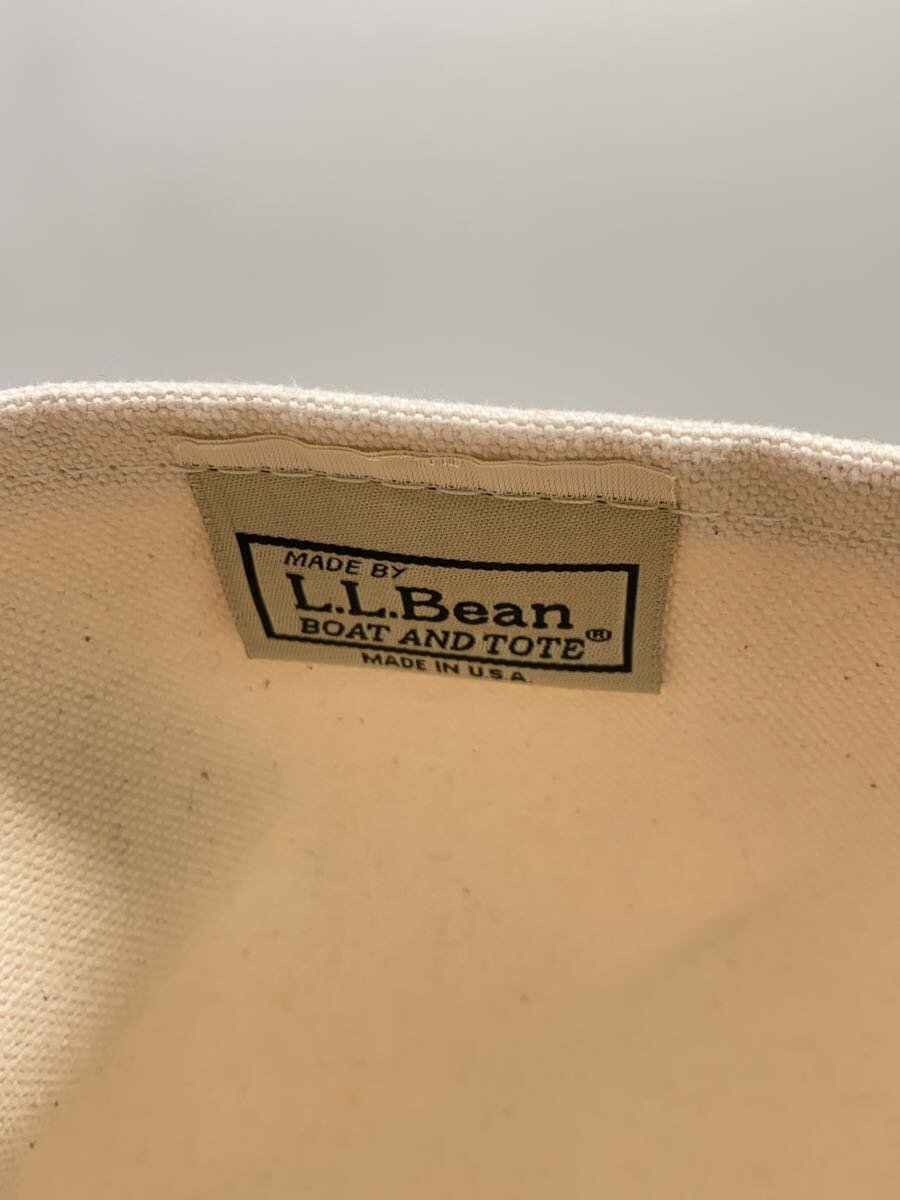 MADE BY
L.L.Bean
BOAT AND TOTE®
MADE IN U.S.A.